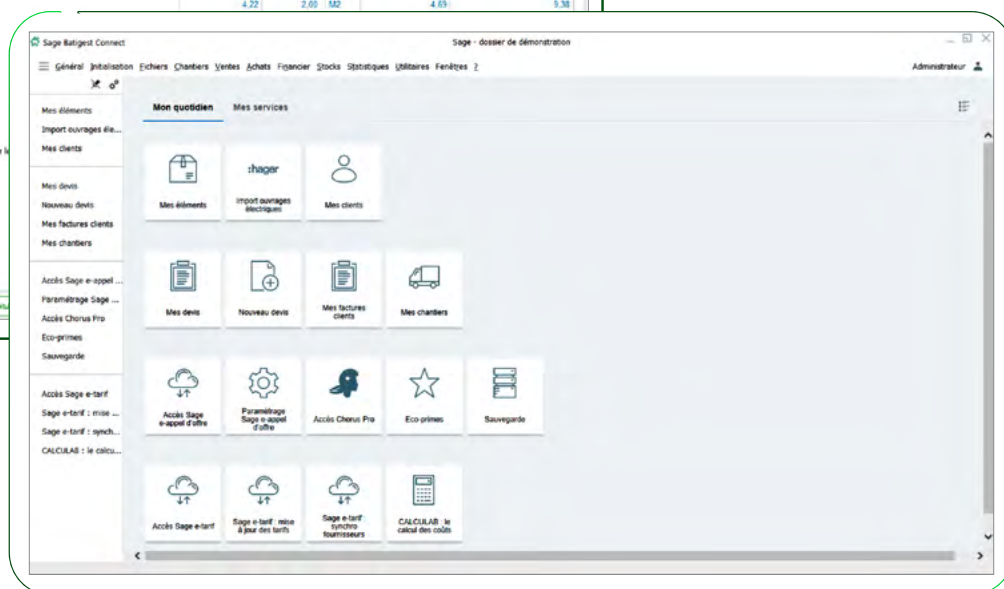 4,22 2,00 M2 4,69 9,38
Sage Batigest Connect
Sage - dossier de démonstration
Général Initialisation Fichiers Chantiers Ventes Achats Financier Stocks Statistiques Utilitaires Fenêtres ?
Administrateur
Mes éléments
Import ouvrages éle...
Mes clients
Mes devis
Nouveau devis
Mes factures clients
Mes chantiers
Accès Sage e-appel ...
Paramétrage Sage ...
Accès Chorus Pro
Eco-primes
Sauvegarde
Accès Sage e-tarif
Sage e-tarif : mise ...
Sage e-tarif : synch...
CALCULAB : le calcu...
Mon quotidien Mes services
:hager
Mes éléments
Import ouvrages
électriques
Mes clients
Mes devis
Nouveau devis
Mes factures
clients
Mes chantiers
Accès Sage
e-appel d'offre
Paramétrage
Sage e-appel
d'offre
Accès Chorus Pro
Eco-primes
Sauvegarde
Accès Sage e-tarif
Sage e-tarif : mise
à jour des tarifs
Sage e-tarif :
synchro
fournisseurs
CALCULAB : le
calcul des coûts